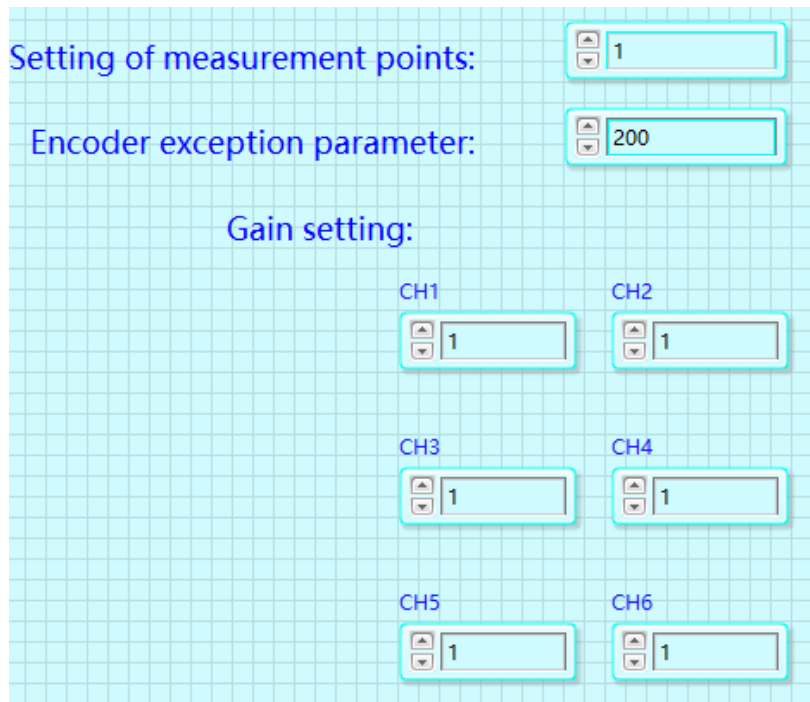 Setting of measurement points:
1
Encoder exception parameter:
200
Gain setting:
CH1
CH2
1
1
CH3
CH4
1
1
CH5
CH6
1
1